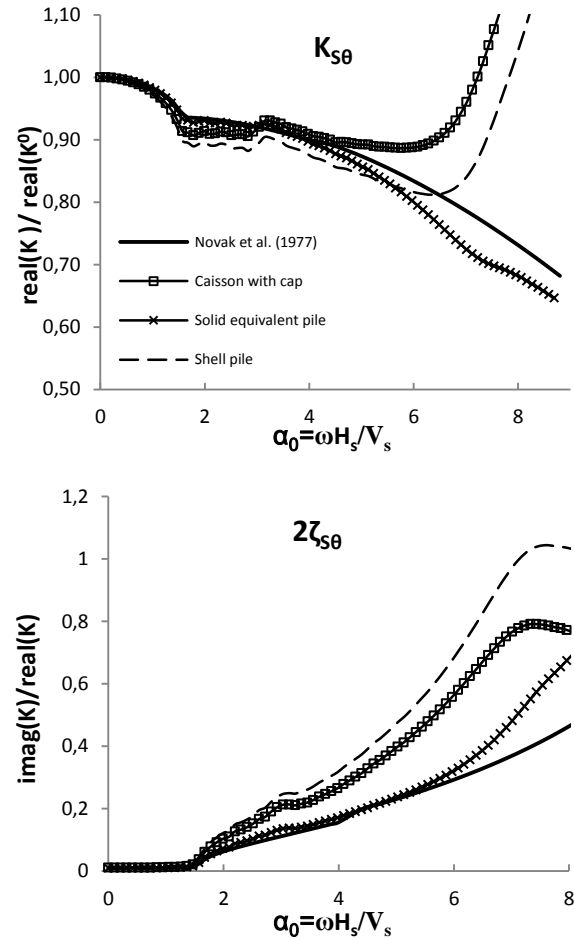 K_Sθ
real(K )/ real(K⁰)
1,00
0,90
0,80
0,70
0,60
0,50
Novak et al. (1977)
Caisson with cap
Solid equivalent pile
Shell pile
0 2 4 6 8
α₀=ωH_s/V_s
2ζ_Sθ
imag(K)/real(K)
1,2
1
0,8
0,6
0,4
0,2
0
0 2 4 6 8
α₀=ωH_s/V_s